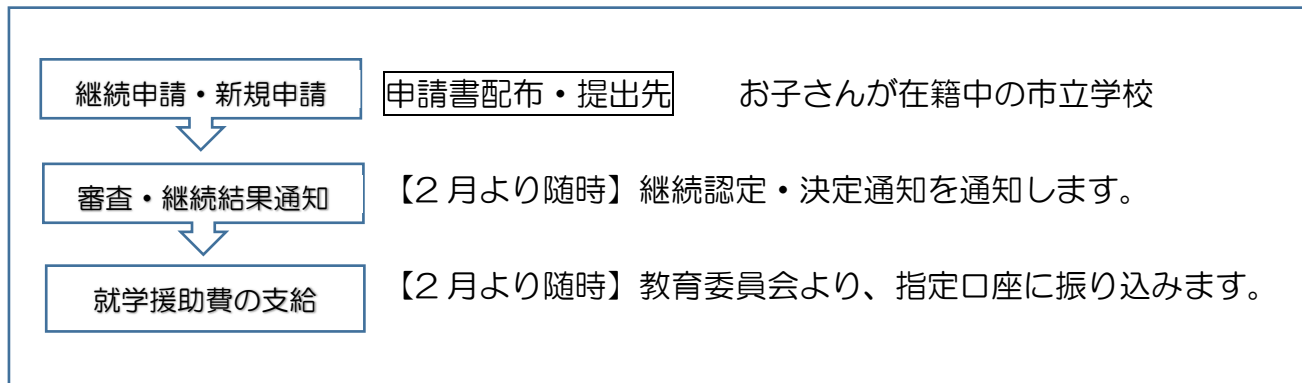 継続申請・新規申請 申請書配布・提出先 お子さんが在籍中の市立学校
審査・継続結果通知 【2月より随時】継続認定・決定通知を通知します。
就学援助費の支給 【2月より随時】教育委員会より、指定口座に振り込みます。